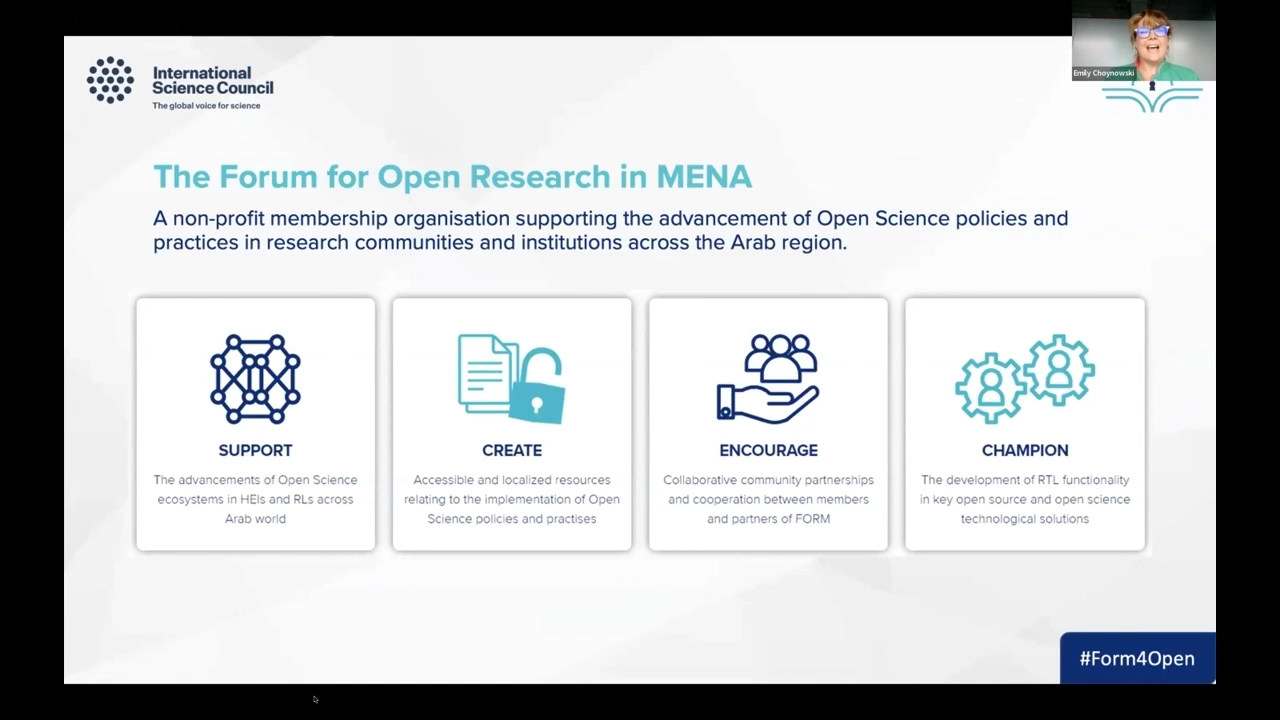 International
Science Council
The global voice for science
Emily Choynowski
The Forum for Open Research in MENA
A non-profit membership organisation supporting the advancement of Open Science policies and
practices in research communities and institutions across the Arab region.
SUPPORT
The advancements of Open Science
ecosystems in HEIs and RLs across
Arab world
CREATE
Accessible and localized resources
relating to the implementation of Open
Science policies and practises
ENCOURAGE
Collaborative community partnerships
and cooperation between members
and partners of FORM
CHAMPION
The development of RTL functionality
in key open source and open science
technological solutions
#Form4Open